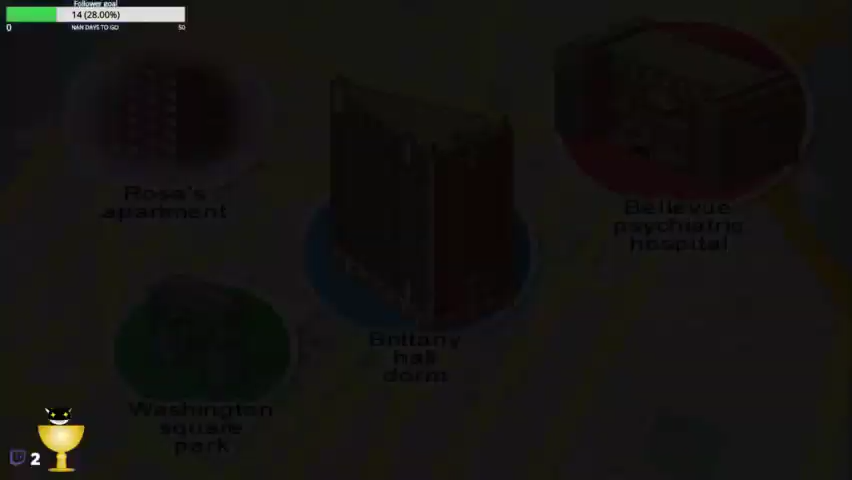 Follower goal
14 (28.00%)
0
NAN DAYS TO GO
50
Rosa's
apartment
Bellevue
psychiatric
hospital
Brittany
hall
dorm
Washington
square
park
2